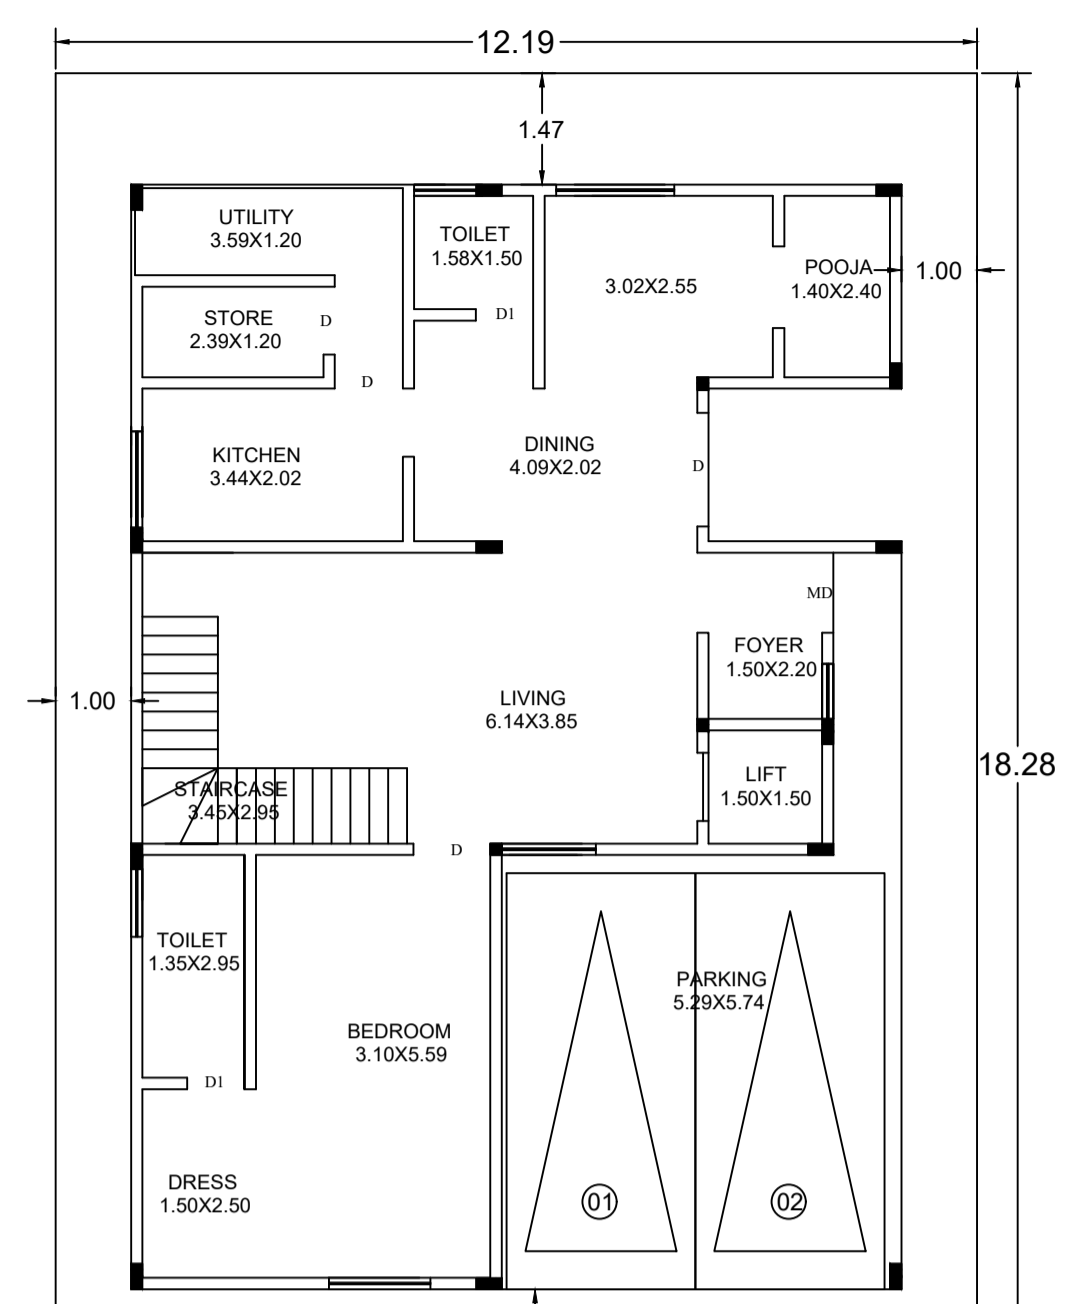 12.19
1.47
UTILITY
3.59X1.20
TOILET
1.58X1.50
3.02X2.55
POOJA
1.40X2.40
1.00
STORE
2.39X1.20
D
D1
D
KITCHEN
3.44X2.02
DINING
4.09X2.02
D
MD
FOYER
1.50X2.20
1.00
LIVING
6.14X3.85
18.28
LIFT
1.50X1.50
STAIRCASE
3.45X2.95
D
TOILET
1.35X2.95
PARKING
5.29X5.74
BEDROOM
3.10X5.59
D1
DRESS
1.50X2.50
01
02